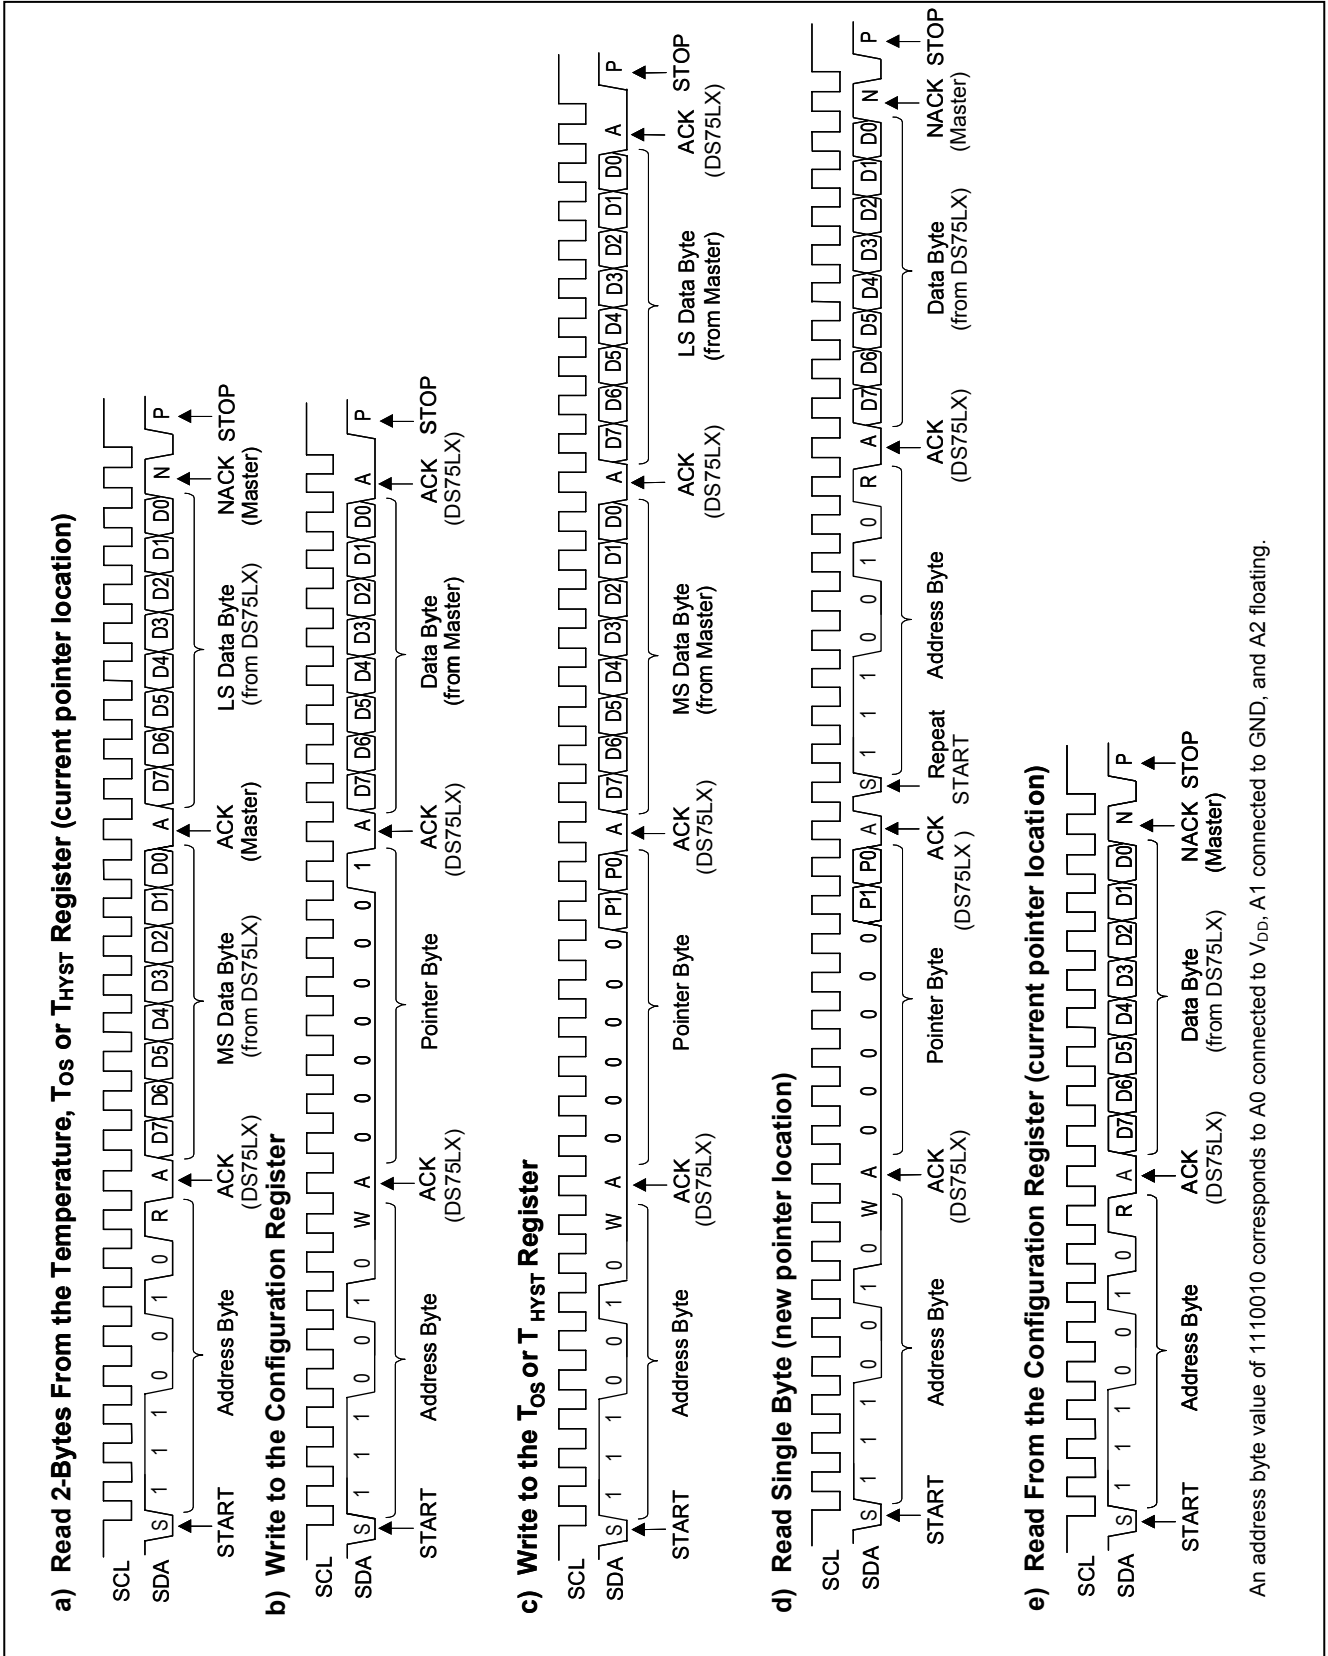 a) Read 2-Bytes From the Temperature, TOS or THYST Register (current pointer location)
SCL
SDA S 1 1 1 0 0 1 0 R A D7 D6 D5 D4 D3 D2 D1 D0 A D7 D6 D5 D4 D3 D2 D1 D0 N P
START Address Byte ACK (DS75LX) MS Data Byte (from DS75LX) ACK (Master) LS Data Byte (from DS75LX) NACK (Master) STOP
b) Write to the Configuration Register
SCL
SDA S 1 1 1 0 0 1 0 W A 0 0 0 0 0 0 0 1 A D7 D6 D5 D4 D3 D2 D1 D0 A P
START Address Byte ACK (DS75LX) Pointer Byte ACK (DS75LX) Data Byte (from Master) ACK (DS75LX) STOP
c) Write to the TOS or THYST Register
SCL
SDA S 1 1 1 0 0 1 0 W A 0 0 0 0 0 0 P1 P0 A D7 D6 D5 D4 D3 D2 D1 D0 A D7 D6 D5 D4 D3 D2 D1 D0 A P
START Address Byte ACK (DS75LX) Pointer Byte ACK (DS75LX) MS Data Byte (from Master) ACK (DS75LX) LS Data Byte (from Master) ACK (DS75LX) STOP
d) Read Single Byte (new pointer location)
SCL
SDA S 1 1 1 0 0 1 0 W A 0 0 0 0 0 0 P1 P0 A S 1 1 1 0 0 1 0 R A D7 D6 D5 D4 D3 D2 D1 D0 N P
START Address Byte ACK (DS75LX) Pointer Byte ACK (DS75LX ) Repeat START Address Byte ACK (DS75LX) Data Byte (from DS75LX) NACK (Master) STOP
e) Read From the Configuration Register (current pointer location)
SCL
SDA S 1 1 1 0 0 1 0 R A D7 D6 D5 D4 D3 D2 D1 D0 N P
START Address Byte ACK (DS75LX) Data Byte (from DS75LX) NACK (Master) STOP
An address byte value of 1110010 corresponds to A0 connected to VDD, A1 connected to GND, and A2 floating.